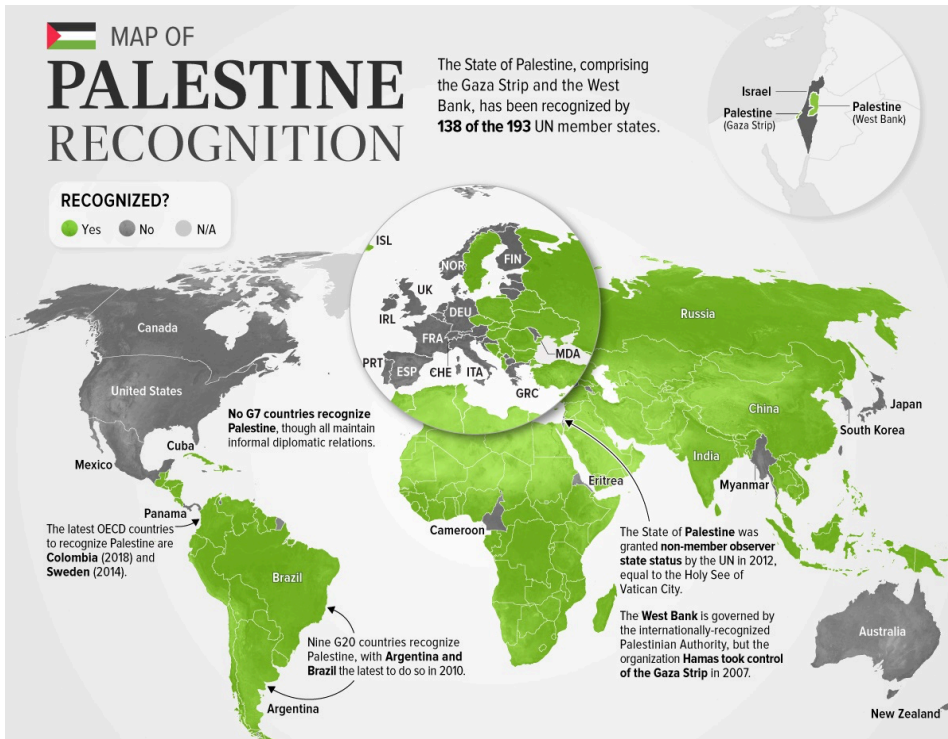 MAP OF
PALESTINE
RECOGNITION
The State of Palestine, comprising
the Gaza Strip and the West
Bank, has been recognized by
138 of the 193 UN member states.
Israel
Palestine
(Gaza Strip)
Palestine
(West Bank)
RECOGNIZED?
Yes
No
N/A
ISL
NOR
FIN
UK
IRL
DEU
FRA
PRT
ESP
CHE
ITA
MDA
GRC
Canada
United States
Mexico
Cuba
No G7 countries recognize
Palestine, though all maintain
informal diplomatic relations.
Russia
China
Japan
South Korea
India
Myanmar
Eritrea
Cameroon
Panama
The latest OECD countries
to recognize Palestine are
Colombia (2018) and
Sweden (2014).
Brazil
The State of Palestine was
granted non-member observer
state status by the UN in 2012,
equal to the Holy See of
Vatican City.
The West Bank is governed by
the internationally-recognized
Palestinian Authority, but the
organization Hamas took control
of the Gaza Strip in 2007.
Nine G20 countries recognize
Palestine, with Argentina and
Brazil the latest to do so in 2010.
Argentina
Australia
New Zealand